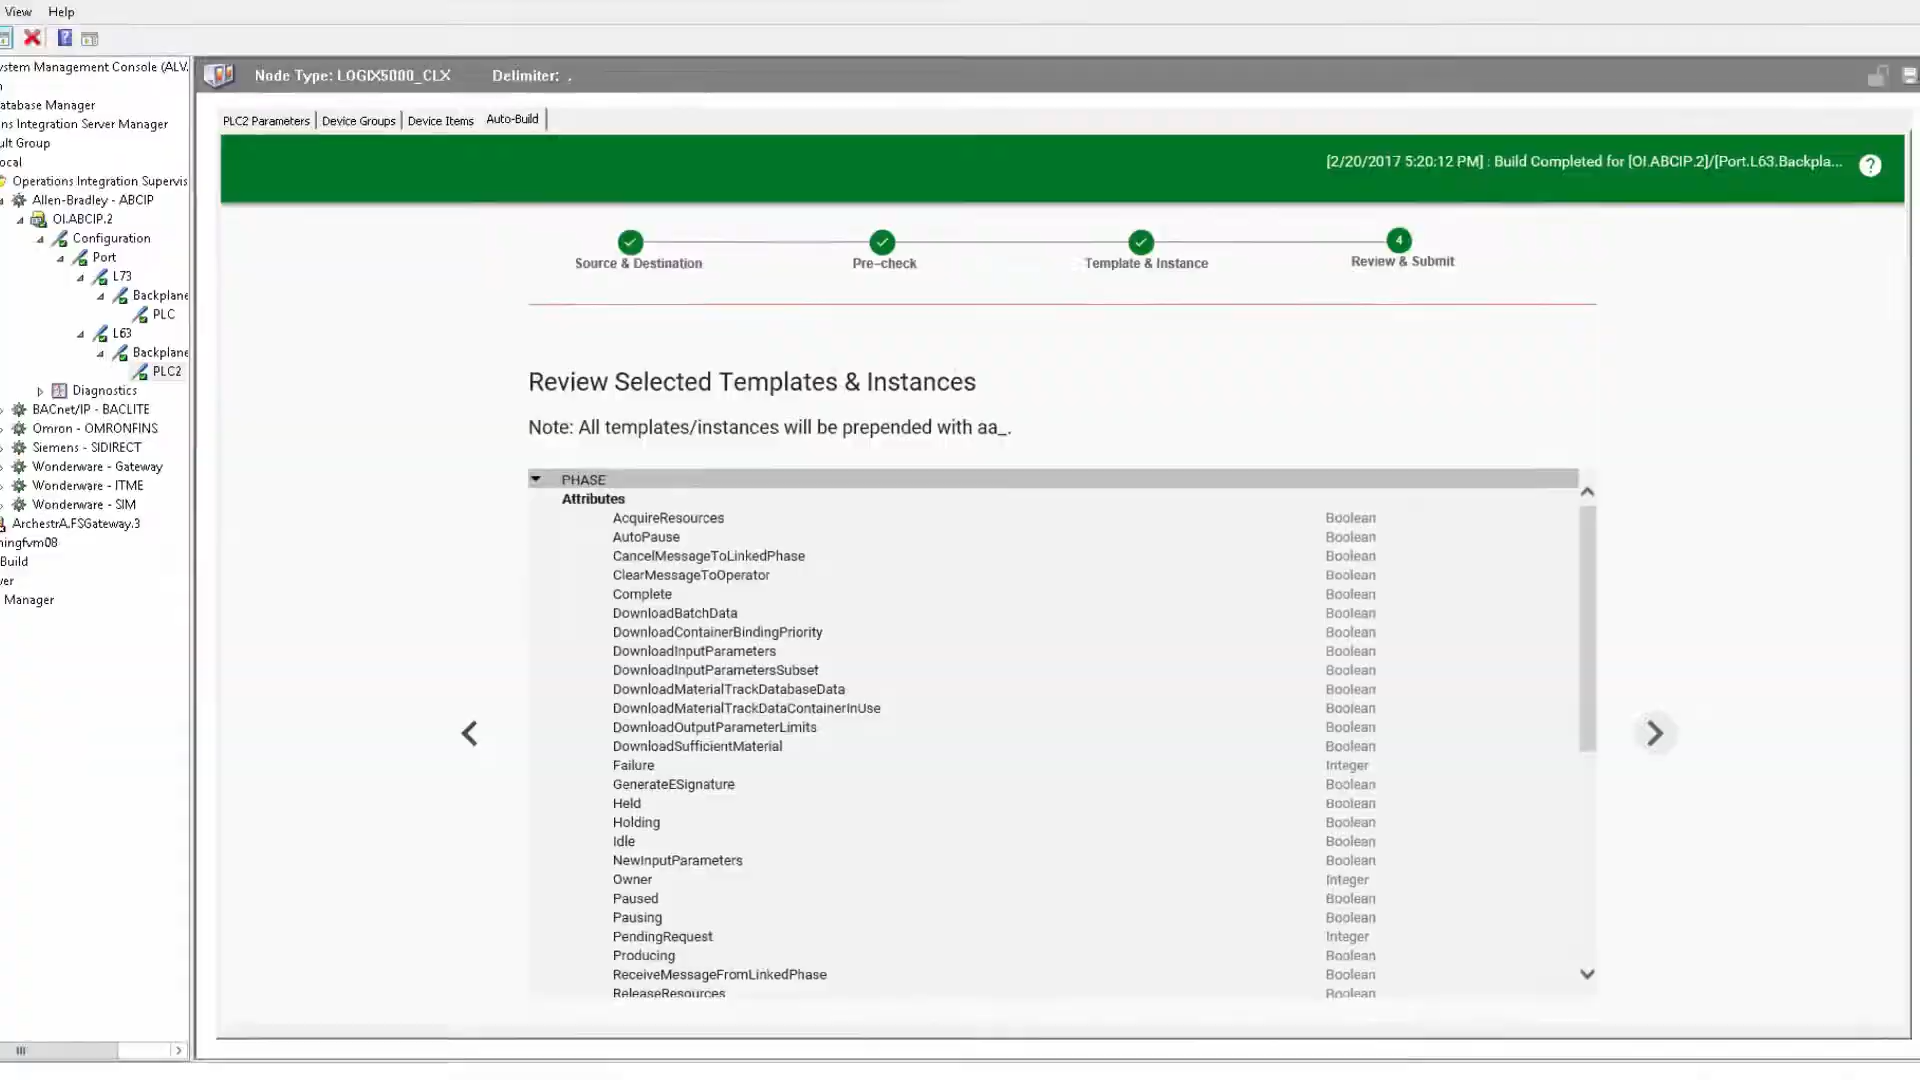 View Help
ystem Management Console (ALV.
atabase Manager
ns Integration Server Manager
ult Group
ocal
Operations Integration Supervis
Allen-Bradley - ABCIP
OI.ABCIP.2
Configuration
Port
L73
Backplane
PLC
L63
Backplane
PLC2
Diagnostics
BACnet/IP - BACLITE
Omron - OMRONFINS
Siemens - SIDIRECT
Wonderware - Gateway
Wonderware - ITME
Wonderware - SIM
ArchestrA.FSGateway.3
ningfvm08
Build
ver
Manager
Node Type: LOGIX5000_CLX Delimiter: .
PLC2 Parameters Device Groups Device Items Auto-Build
[2/20/2017 5:20:12 PM] : Build Completed for [OI.ABCIP.2]/[Port.L63.Backpla... ?
4
Source & Destination Pre-check Template & Instance Review & Submit
Review Selected Templates & Instances
Note: All templates/instances will be prepended with aa_.
PHASE
Attributes
AcquireResources Boolean
AutoPause Boolean
CancelMessageToLinkedPhase Boolean
ClearMessageToOperator Boolean
Complete Boolean
DownloadBatchData Boolean
DownloadContainerBindingPriority Boolean
DownloadInputParameters Boolean
DownloadInputParametersSubset Boolean
DownloadMaterialTrackDatabaseData Boolean
DownloadMaterialTrackDataContainerInUse Boolean
DownloadOutputParameterLimits Boolean
DownloadSufficientMaterial Boolean
Failure Integer
GenerateESignature Boolean
Held Boolean
Holding Boolean
Idle Boolean
NewInputParameters Boolean
Owner Integer
Paused Boolean
Pausing Boolean
PendingRequest Integer
Producing Boolean
ReceiveMessageFromLinkedPhase Boolean
ReleaseResources Boolean